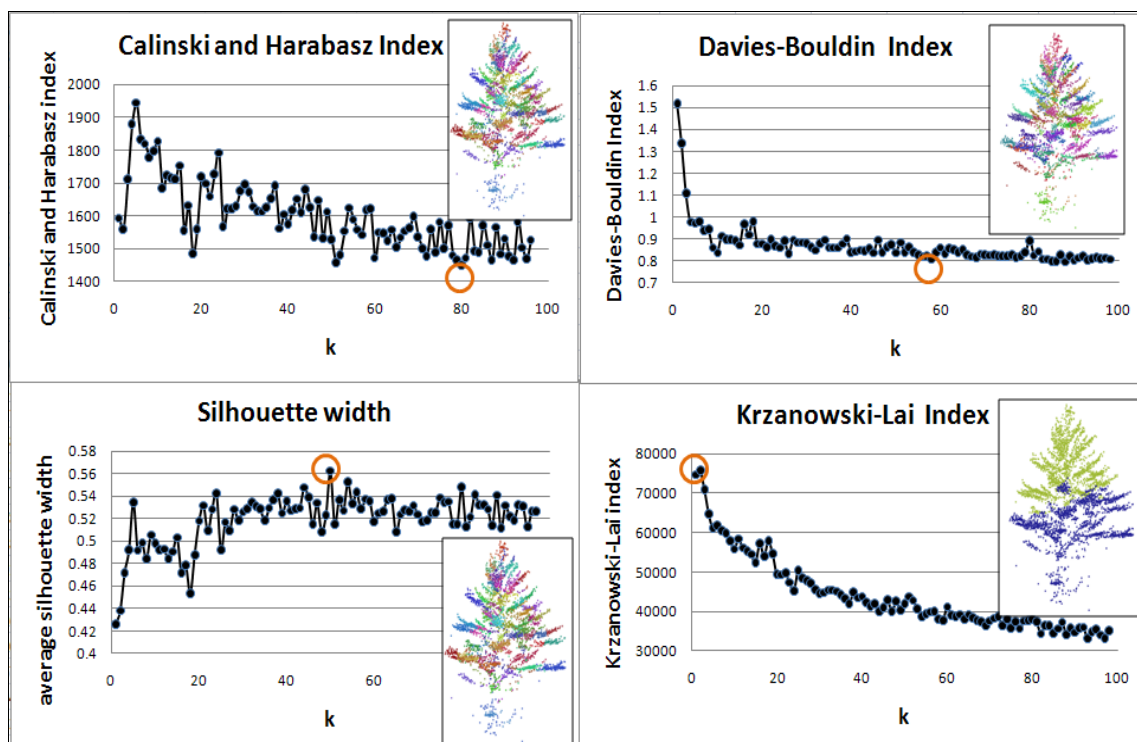 Calinski and Harabasz Index
Calinski and Harabasz index
2000
1900
1800
1700
1600
1500
1400
0 20 40 60 80 100
k
Davies-Bouldin Index
Davies-Bouldin Index
1.6
1.5
1.4
1.3
1.2
1.1
1
0.9
0.8
0.7
0 20 40 60 80 100
k
Silhouette width
average silhouette width
0.58
0.56
0.54
0.52
0.5
0.48
0.46
0.44
0.42
0.4
0 20 40 60
k
Krzanowski-Lai Index
Krzanowski-Lai index
80000
70000
60000
50000
40000
30000
0 20 40 60 80 100
k